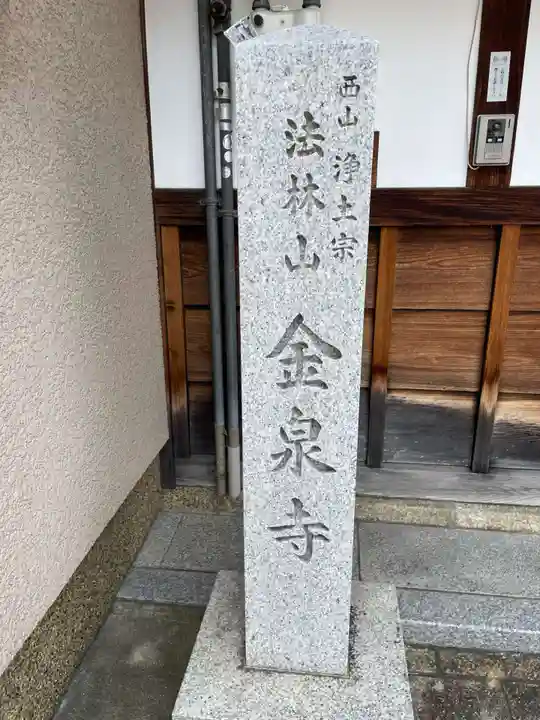 西山 浄土宗
法林山 金泉寺